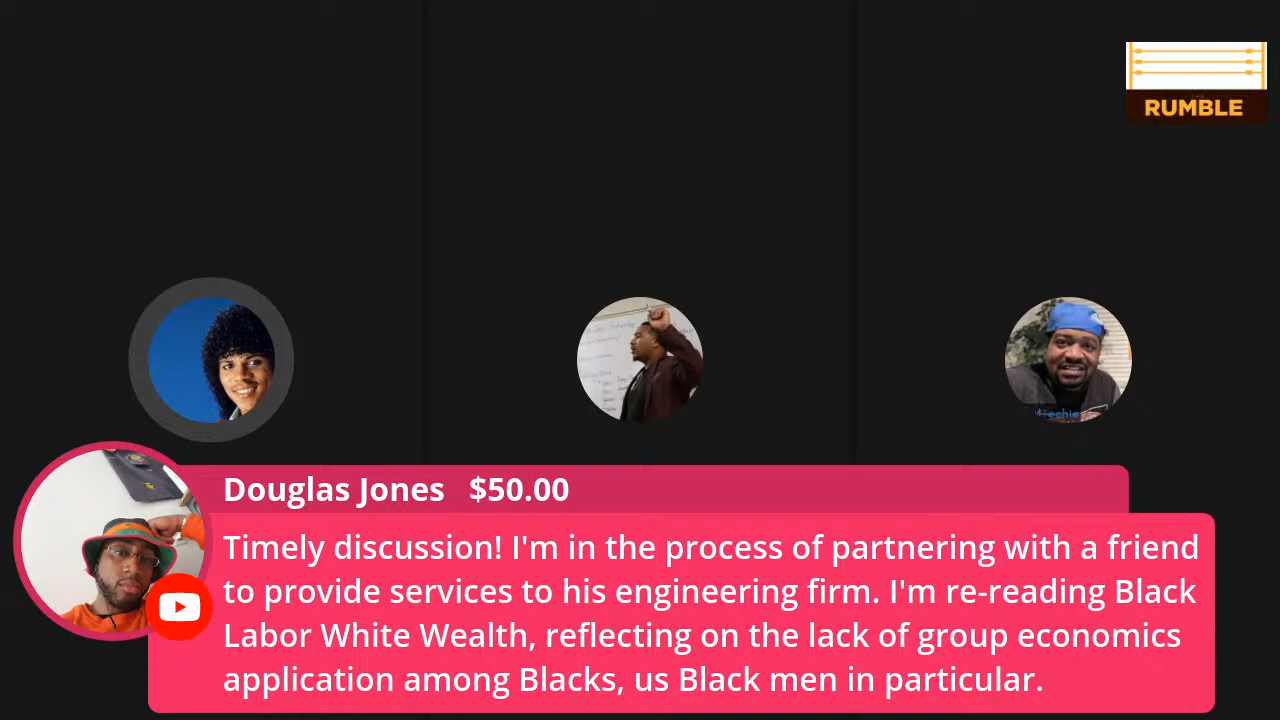 RUMBLE
Techie
Douglas Jones $50.00
Timely discussion! I'm in the process of partnering with a friend
to provide services to his engineering firm. I'm re-reading Black
Labor White Wealth, reflecting on the lack of group economics
application among Blacks, us Black men in particular.